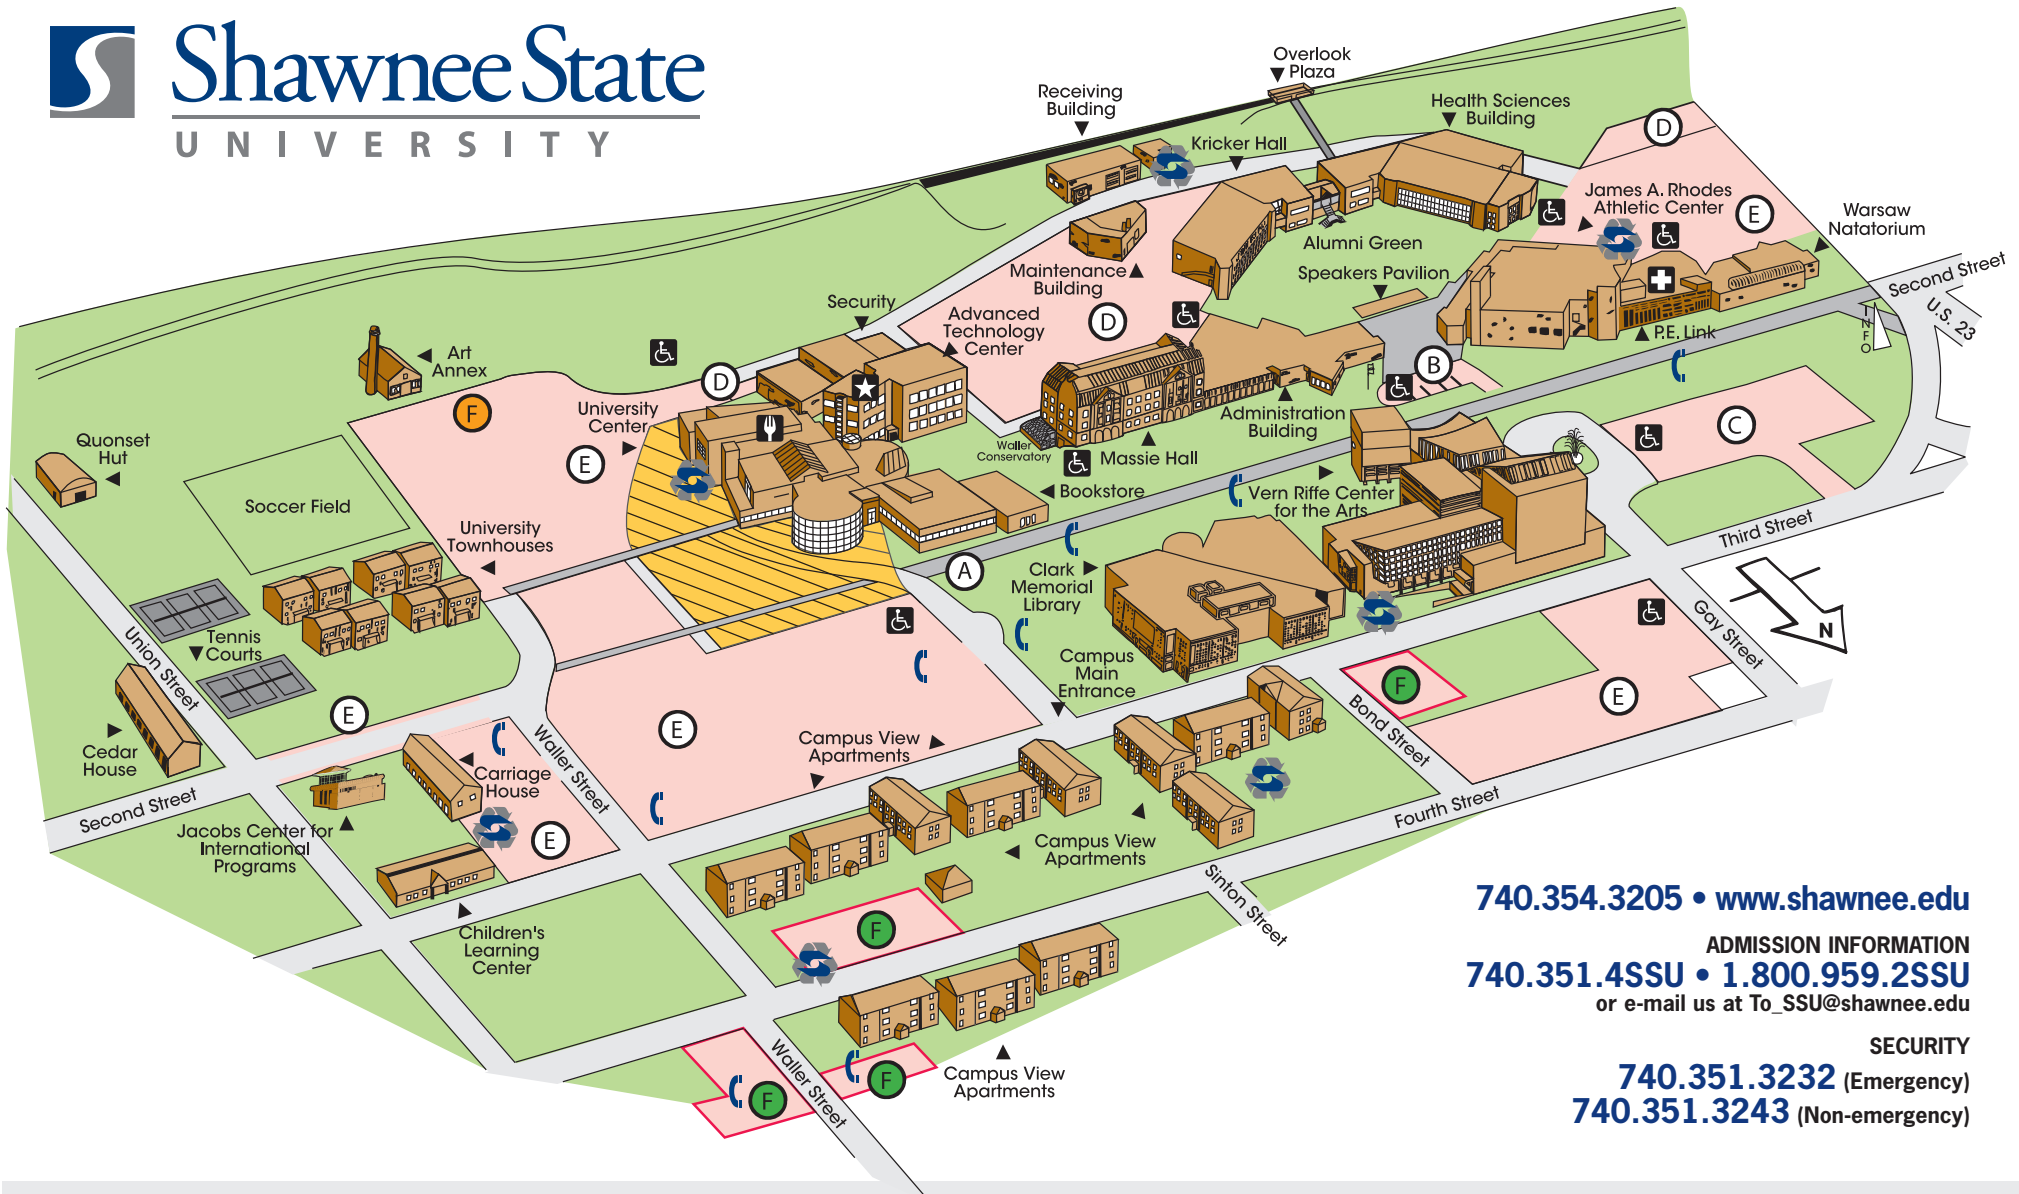 Shawnee State
UNIVERSITY
Overlook
Plaza
Receiving
Building
Health Sciences
Building
Kricker Hall
D
James A. Rhodes
Athletic Center
E
Warsaw
Natatorium
Alumni Green
Speakers Pavilion
Maintenance
Building
Second Street
U.S. 23
INFO
Security
Advanced
Technology
Center
D
P.E. Link
Art
Annex
D
B
F
University
Center
Administration
Building
C
Quonset
Hut
E
Waller
Conservatory
Massie Hall
Bookstore
Vern Riffe Center
for the Arts
Soccer Field
University
Townhouses
Third Street
A
Clark
Memorial
Library
Gay Street
N
Union Street
Tennis
Courts
Campus
Main
Entrance
F
E
Bond Street
E
E
Cedar
House
Waller Street
Campus View
Apartments
Carriage
House
Second Street
Fourth Street
Jacobs Center for
International
Programs
E
Campus View
Apartments
Sinton Street
Children's
Learning
Center
F
Waller Street
F
F
Campus View
Apartments
740.354.3205 • www.shawnee.edu
ADMISSION INFORMATION
740.351.4SSU • 1.800.959.2SSU
or e-mail us at To_SSU@shawnee.edu
SECURITY
740.351.3232 (Emergency)
740.351.3243 (Non-emergency)